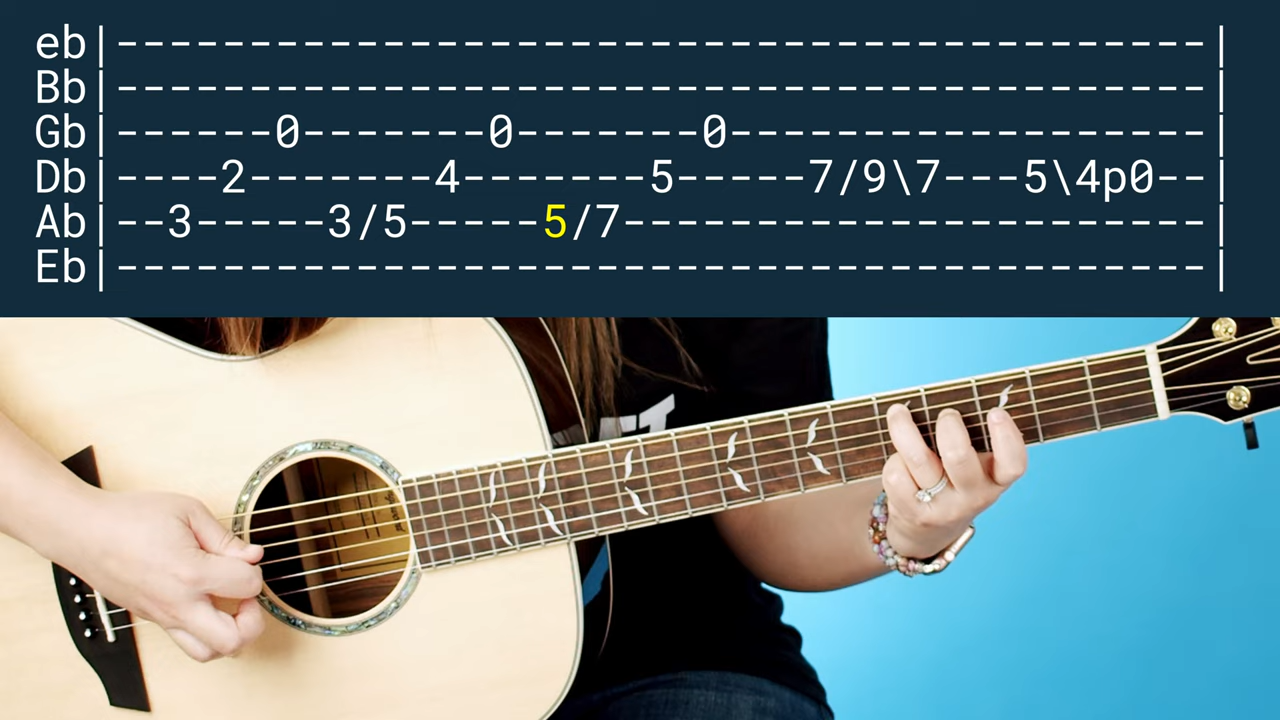 eb|-----------------------------------------|
Bb|-----------------------------------------|
Gb|------0-------0-------0------------------|
Db|----2-------4-------5-----7/9\7---5\4p0--|
Ab|--3-----3/5-----5/7----------------------|
Eb|-----------------------------------------|